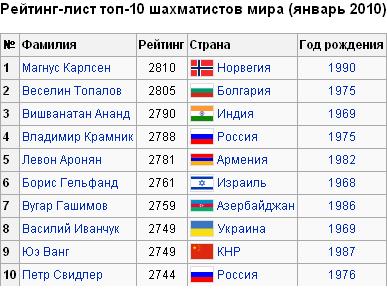 Рейтинг-лист топ-10 шахматистов мира (январь 2010)
№ Фамилия Рейтинг Страна Год рождения
1 Магнус Карлсен 2810 Норвегия 1990
2 Веселин Топалов 2805 Болгария 1975
3 Вишванатан Ананд 2790 Индия 1969
4 Владимир Крамник 2788 Россия 1975
5 Левон Аронян 2781 Армения 1982
6 Борис Гельфанд 2761 Израиль 1968
7 Вугар Гашимов 2759 Азербайджан 1986
8 Василий Иванчук 2749 Украина 1969
9 Юэ Ванг 2749 КНР 1987
10 Петр Свидлер 2744 Россия 1976